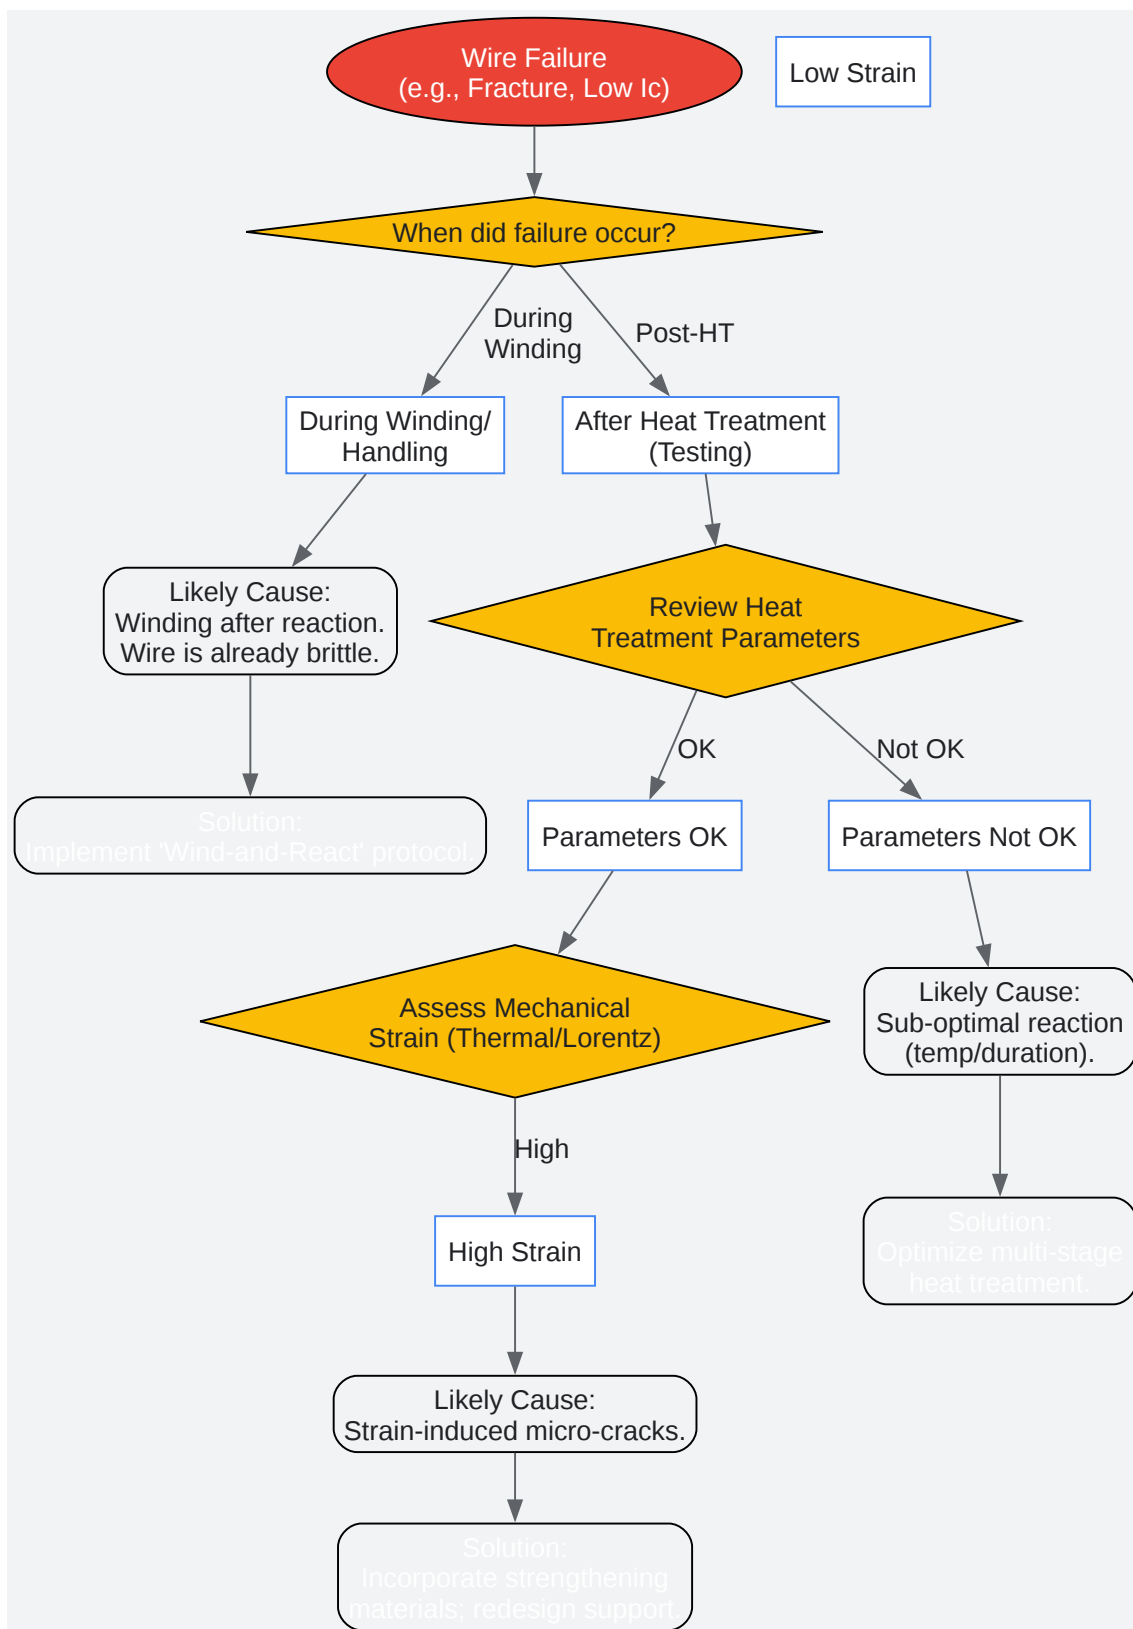 Wire Failure
(e.g., Fracture, Low Ic)
Low Strain
When did failure occur?
During
Winding
Post-HT
During Winding/
Handling
After Heat Treatment
(Testing)
Likely Cause:
Winding after reaction.
Wire is already brittle.
Review Heat
Treatment Parameters
OK
Not OK
Solution:
Implement 'Wind-and-React' protocol.
Parameters OK
Parameters Not OK
Assess Mechanical
Strain (Thermal/Lorentz)
Likely Cause:
Sub-optimal reaction
(temp/duration).
High
High Strain
Solution:
Optimize multi-stage
heat treatment.
Likely Cause:
Strain-induced micro-cracks.
Solution:
Incorporate strengthening
materials; redesign support.